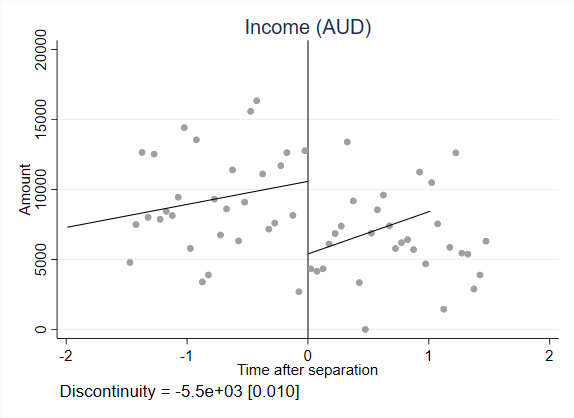 Income (AUD)
Amount
20000
15000
10000
5000
0
-2 -1 0 1 2
Time after separation
Discontinuity = -5.5e+03 [0.010]